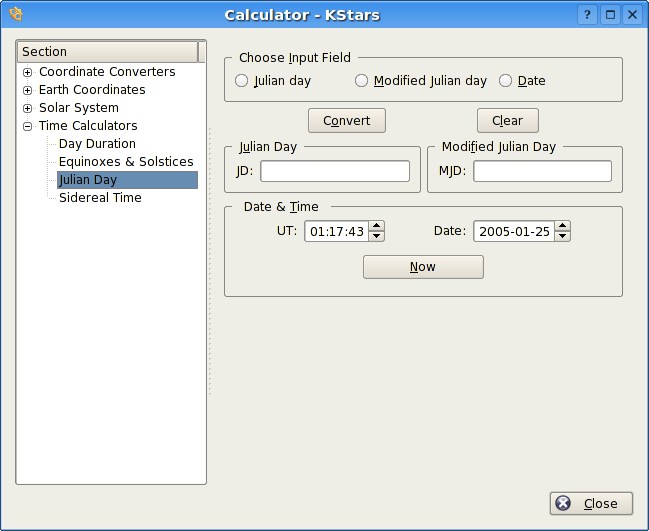 Calculator - KStars
Section
Coordinate Converters
Earth Coordinates
Solar System
Time Calculators
Day Duration
Equinoxes & Solstices
Julian Day
Sidereal Time
Choose Input Field
Julian day Modified Julian day Date
Convert Clear
Julian Day Modified Julian Day
JD: MJD:
Date & Time
UT: 01:17:43 Date: 2005-01-25
Now
Close